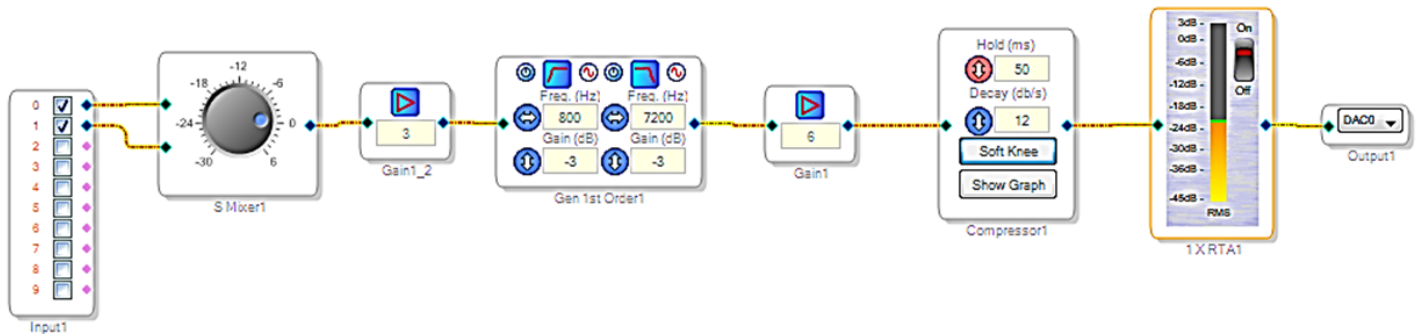 0
1
2
3
4
5
6
7
8
9
Input1
-30
-24
-18
-12
-6
0
6
S Mixer1
3
Gain1_2
Freq. (Hz) Freq. (Hz)
800 7200
Gain (dB) Gain (dB)
-3 -3
Gen 1st Order1
6
Gain1
Hold (ms)
50
Decay (db/s)
12
Soft Knee
Show Graph
Compressor1
3dB -
0dB -
-6dB -
-12dB -
-18dB -
-24dB -
-30dB -
-36dB -
-45dB -
RMS
On
Off
1 X RTA1
DAC0
Output1